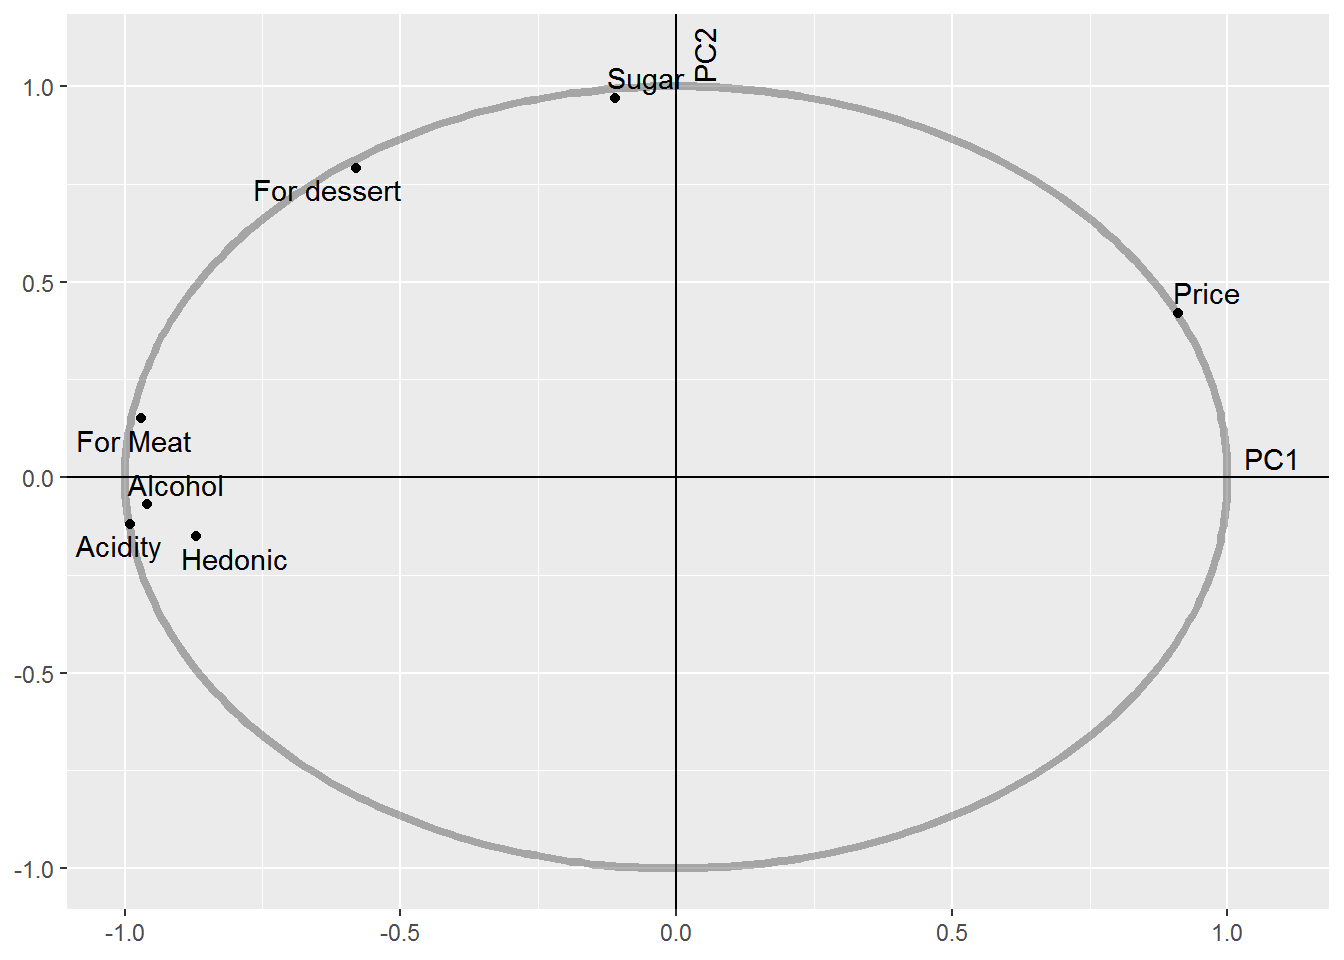 PC2
Sugar
1.0
For dessert
Price
0.5
For Meat
PC1
0.0
Alcohol
Acidity
Hedonic
-0.5
-1.0
-1.0
-0.5
0.0
0.5
1.0